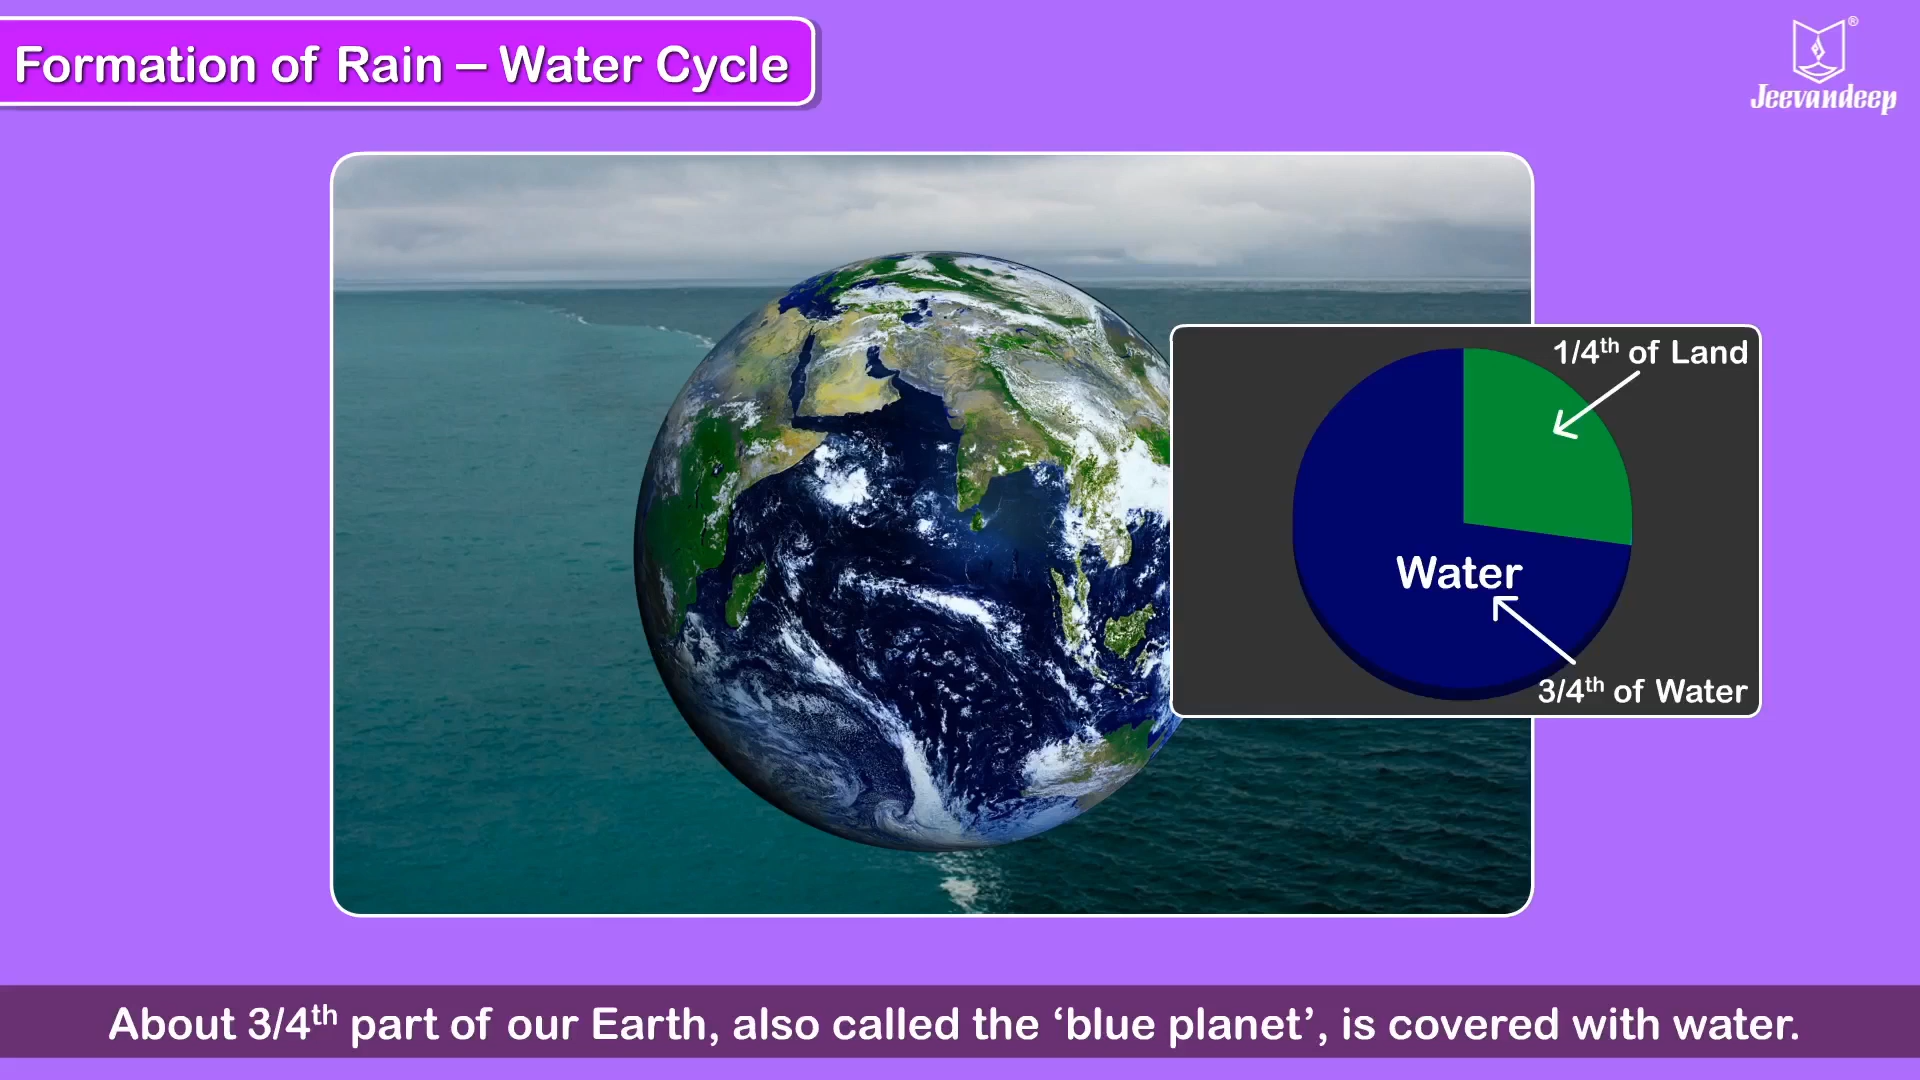 Formation of Rain – Water Cycle
®
Jeevandeep
1/4th of Land
Water
3/4th of Water
About 3/4th part of our Earth, also called the ‘blue planet’, is covered with water.